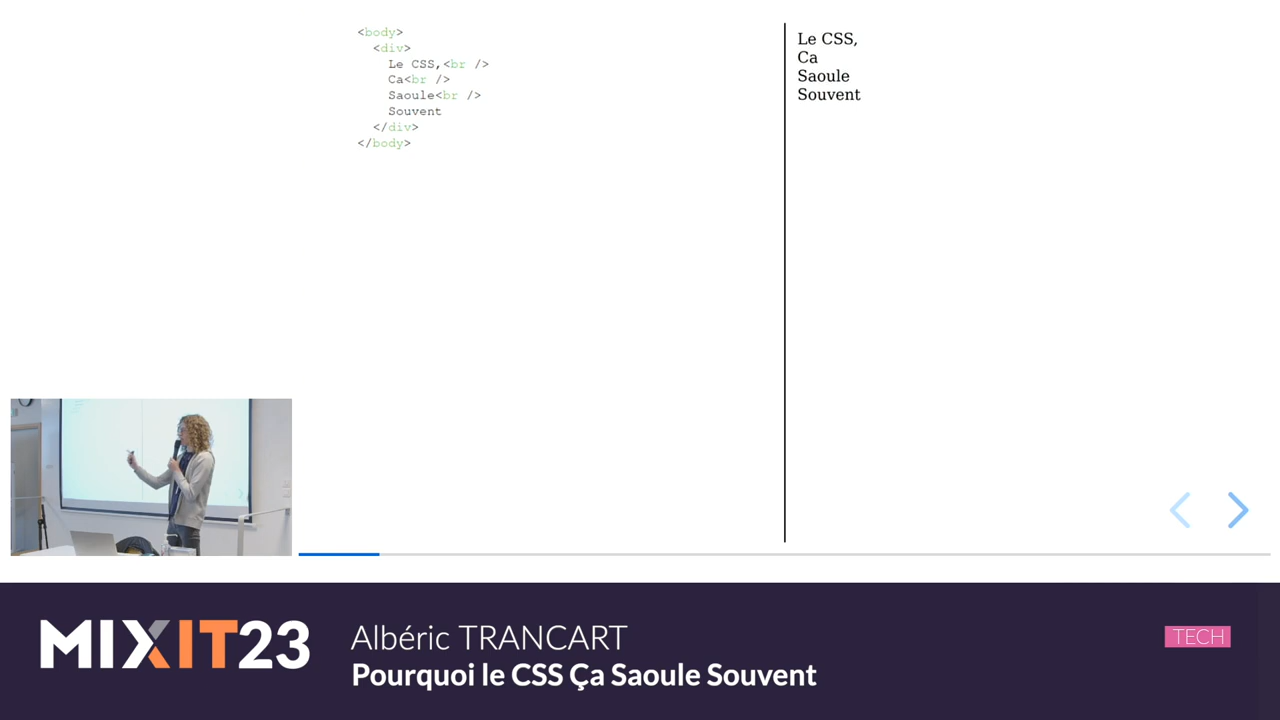 <body>
<div>
Le CSS,<br />
Ca<br />
Saoule<br />
Souvent
</div>
</body>
Le CSS,
Ca
Saoule
Souvent
MIXIT23
Albéric TRANCART
Pourquoi le CSS Ça Saoule Souvent
TECH